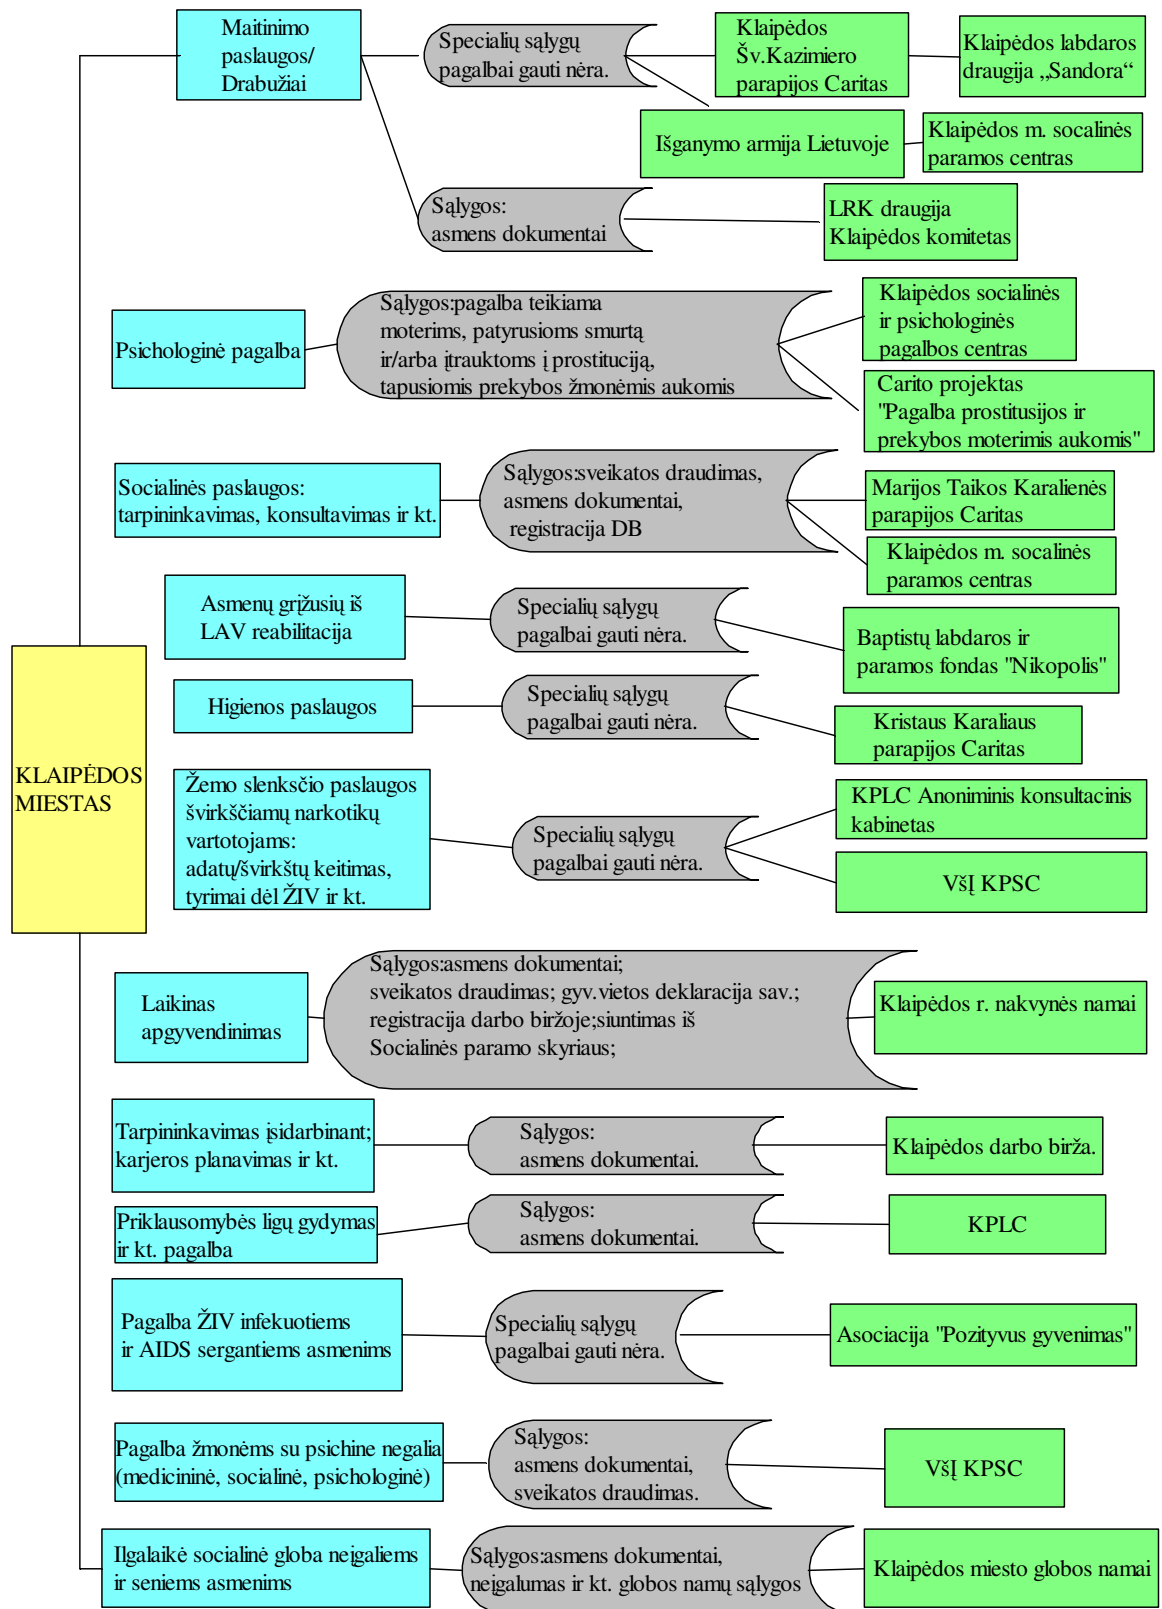 Maitinimo
paslaugos/
Drabužiai
Specialių sąlygų
pagalbai gauti nėra.
Klaipėdos
Šv.Kazimiero
parapijos Caritas
Klaipėdos labdaros
draugija „Sandora“
Išganymo armija Lietuvoje
Klaipėdos m. socalinės
paramos centras
Sąlygos:
asmens dokumentai
LRK draugija
Klaipėdos komitetas
Psichologinė pagalba
Sąlygos:pagalba teikiama
moterims, patyrusioms smurtą
ir/arba įtrauktoms į prostituciją,
tapusiomis prekybos žmonėmis aukomis
Klaipėdos socialinės
ir psichologinės
pagalbos centras
Carito projektas
"Pagalba prostitusijos ir
prekybos moterimis aukomis"
Socialinės paslaugos:
tarpininkavimas, konsultavimas ir kt.
Sąlygos:sveikatos draudimas,
asmens dokumentai,
registracija DB
Marijos Taikos Karalienės
parapijos Caritas
Klaipėdos m. socalinės
paramos centras
Asmenų grįžusių iš
LAV reabilitacija
Specialių sąlygų
pagalbai gauti nėra.
Baptistų labdaros ir
paramos fondas "Nikopolis"
Higienos paslaugos
Specialių sąlygų
pagalbai gauti nėra.
Kristaus Karaliaus
parapijos Caritas
KLAIPĖDOS
MIESTAS
Žemo slenksčio paslaugos
švirkščiamų narkotikų
vartotojams:
adatų/švirkštų keitimas,
tyrimai dėl ŽIV ir kt.
Specialių sąlygų
pagalbai gauti nėra.
KPLC Anoniminis konsultacinis
kabinetas
VšĮ KPSC
Laikinas
apgyvendinimas
Sąlygos:asmens dokumentai;
sveikatos draudimas; gyv.vietos deklaracija sav.;
registracija darbo biržoje;siuntimas iš
Socialinės paramo skyriaus;
Klaipėdos r. nakvynės namai
Tarpininkavimas įsidarbinant;
karjeros planavimas ir kt.
Sąlygos:
asmens dokumentai.
Klaipėdos darbo birža.
Priklausomybės ligų gydymas
ir kt. pagalba
Sąlygos:
asmens dokumentai.
KPLC
Pagalba ŽIV infekuotiems
ir AIDS sergantiems asmenims
Specialių sąlygų
pagalbai gauti nėra.
Asociacija "Pozityvus gyvenimas"
Pagalba žmonėms su psichine negalia
(medicininė, socialinė, psichologinė)
Sąlygos:
asmens dokumentai,
sveikatos draudimas.
VšĮ KPSC
Ilgalaikė socialinė globa neįgaliems
ir seniems asmenims
Sąlygos:asmens dokumentai,
neįgalumas ir kt. globos namų sąlygos
Klaipėdos miesto globos namai